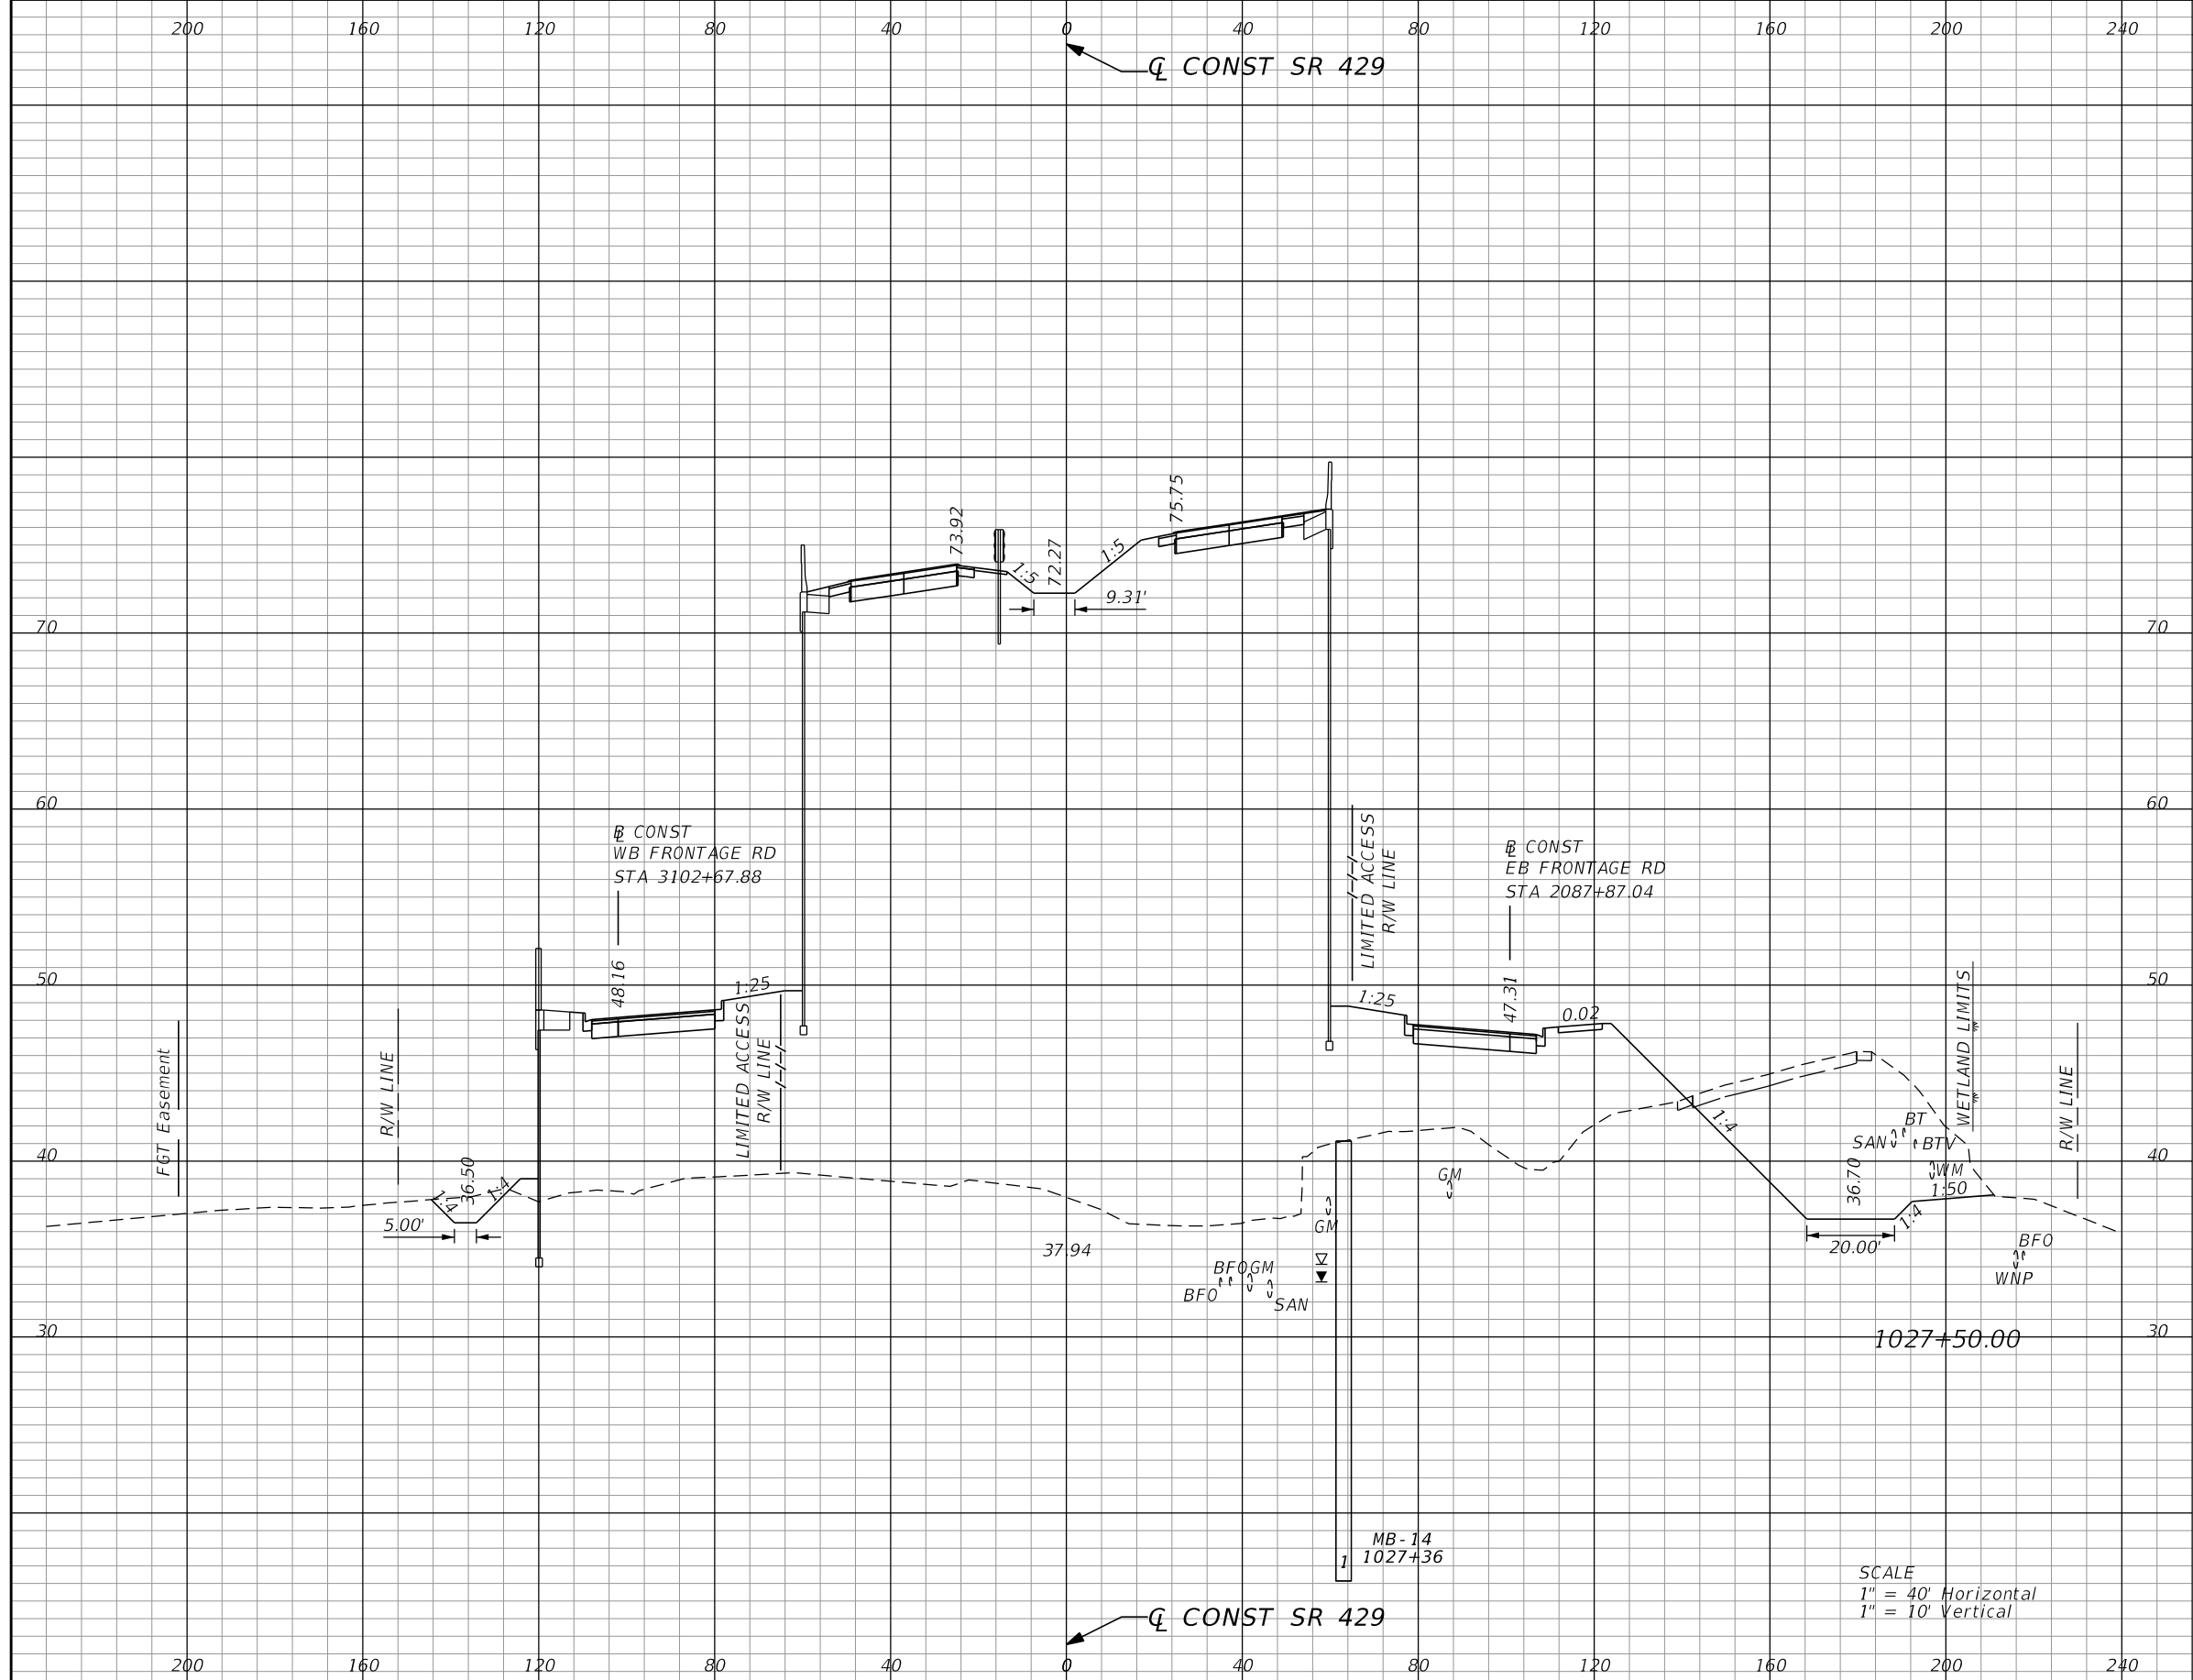 200 160 120 80 40 0 40 80 120 160 200 240
℄ CONST SR 429
75.75
73.92
72.27
1:5
1:5
9.31'
70 70
60 60
℄ CONST
WB FRONTAGE RD
STA 3102+67.88
LIMITED ACCESS
R/W LINE
℄ CONST
EB FRONTAGE RD
STA 2087+87.04
50 50
48.16
1:25
1:25
47.31
0.02
LIMITED ACCESS
R/W LINE
FGT Easement
R/W LINE
WETLAND LIMITS
R/W LINE
1:4
BT
SAN
BTV
40 40
36.50
1:4
1:4
5.00'
GM
WM
1:50
36.70
1:4
20.00'
GM
37.94
BFO
WNP
BFO
GM
BFO
SAN
30 30
1027+50.00
MB-14
1027+36
1
SCALE
1" = 40' Horizontal
1" = 10' Vertical
℄ CONST SR 429
200 160 120 80 40 0 40 80 120 160 200 240